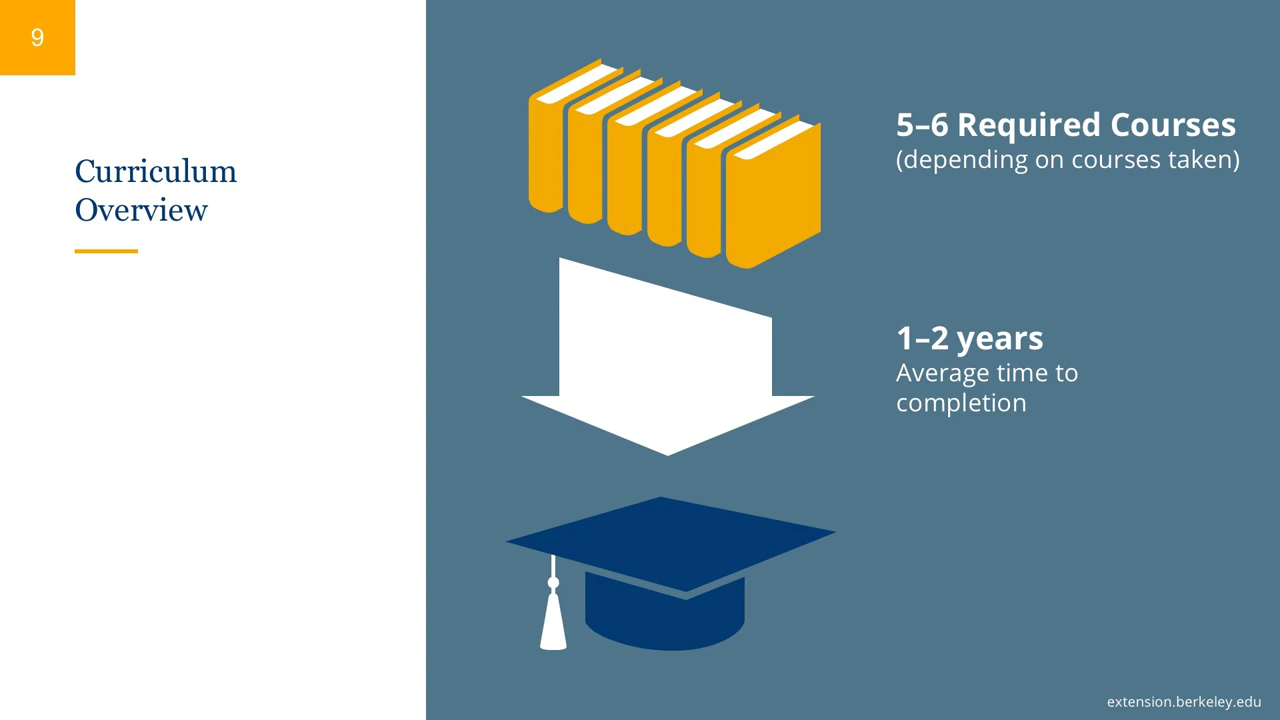 9
Curriculum
Overview
5–6 Required Courses
(depending on courses taken)
1–2 years
Average time to
completion
extension.berkeley.edu